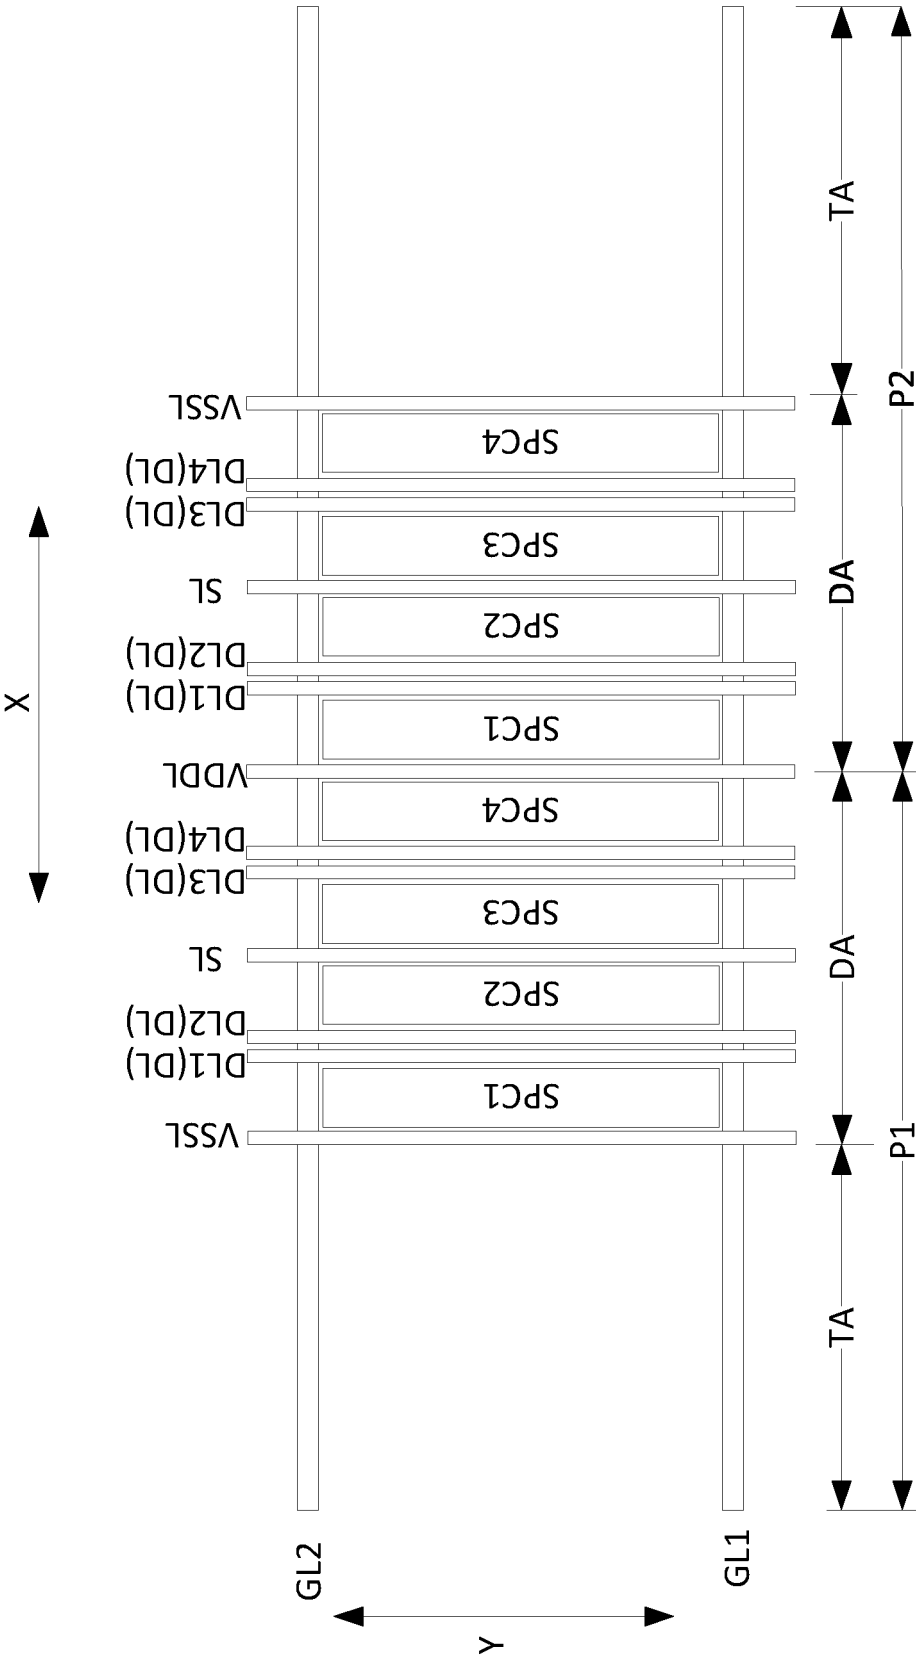 X
VSSL
DL4(DL)
DL3(DL)
SL
DL2(DL)
DL1(DL)
VDDL
DL4(DL)
DL3(DL)
SL
DL2(DL)
DL1(DL)
VSSL
SPC4
SPC3
SPC2
SPC1
SPC4
SPC3
SPC2
SPC1
TA
DA
DA
TA
P2
P1
GL2
GL1
Y